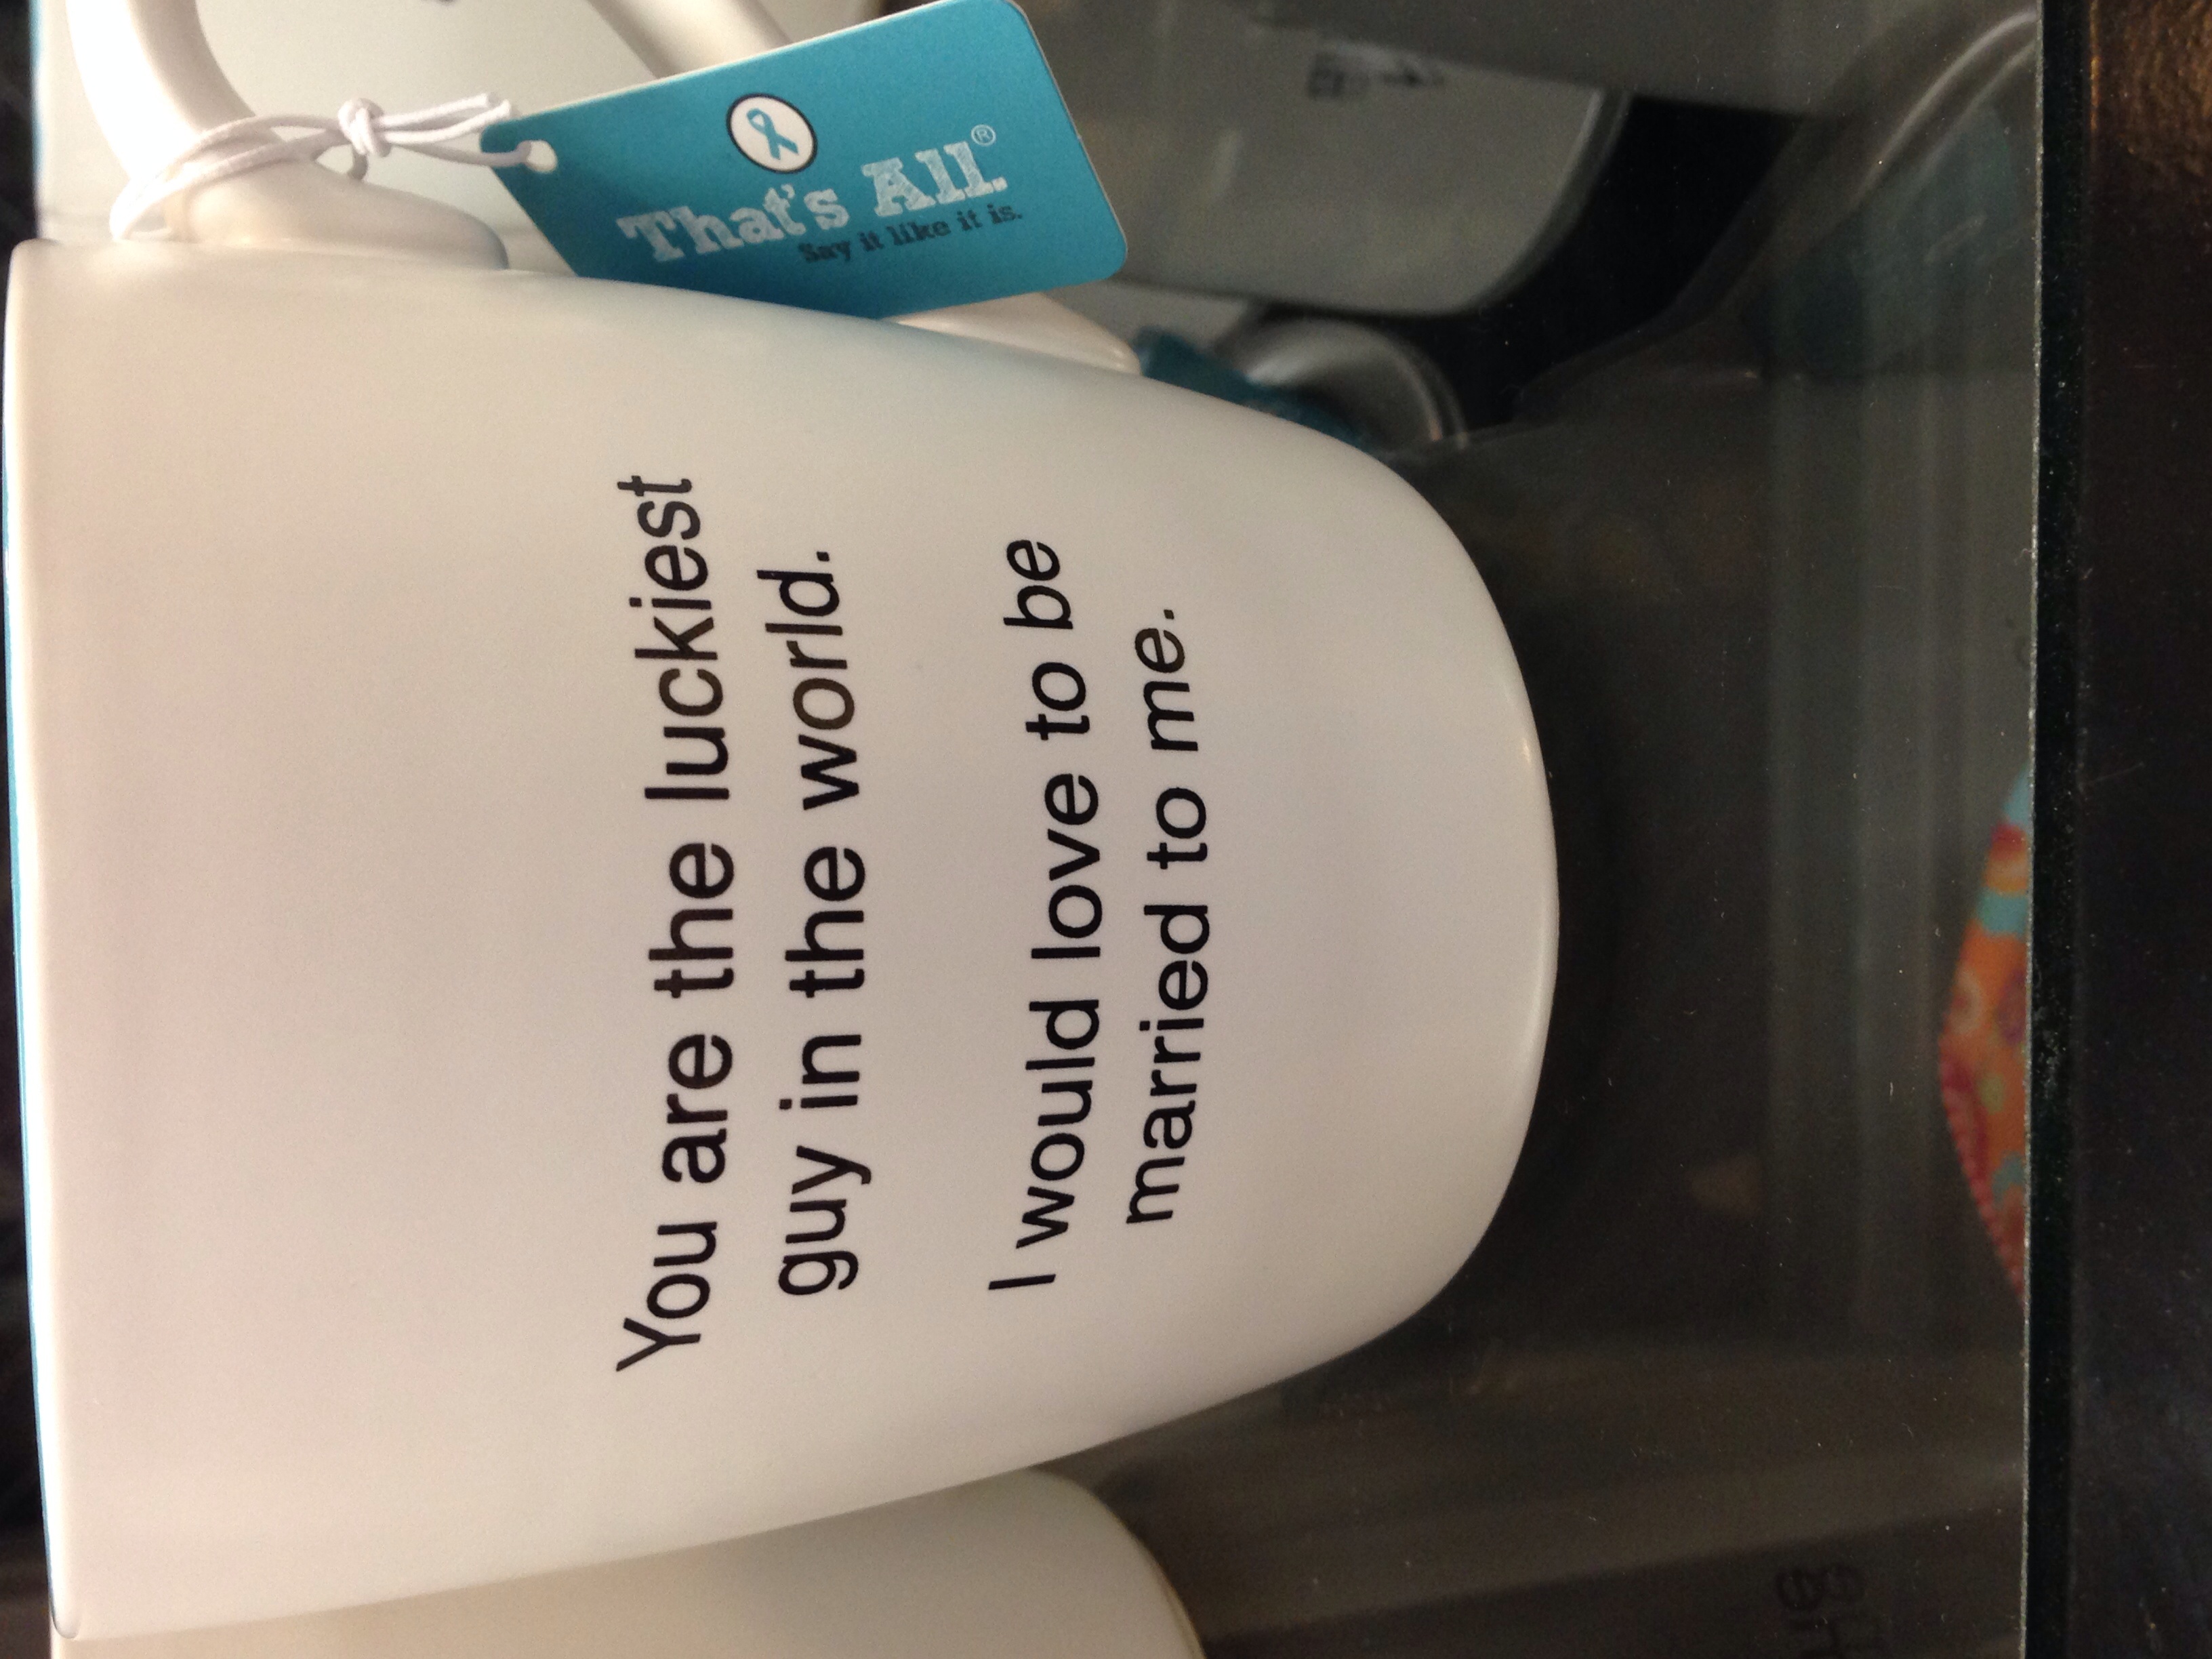 That's All.®
Say it like it is.
You are the luckiest
guy in the world.
I would love to be
married to me.